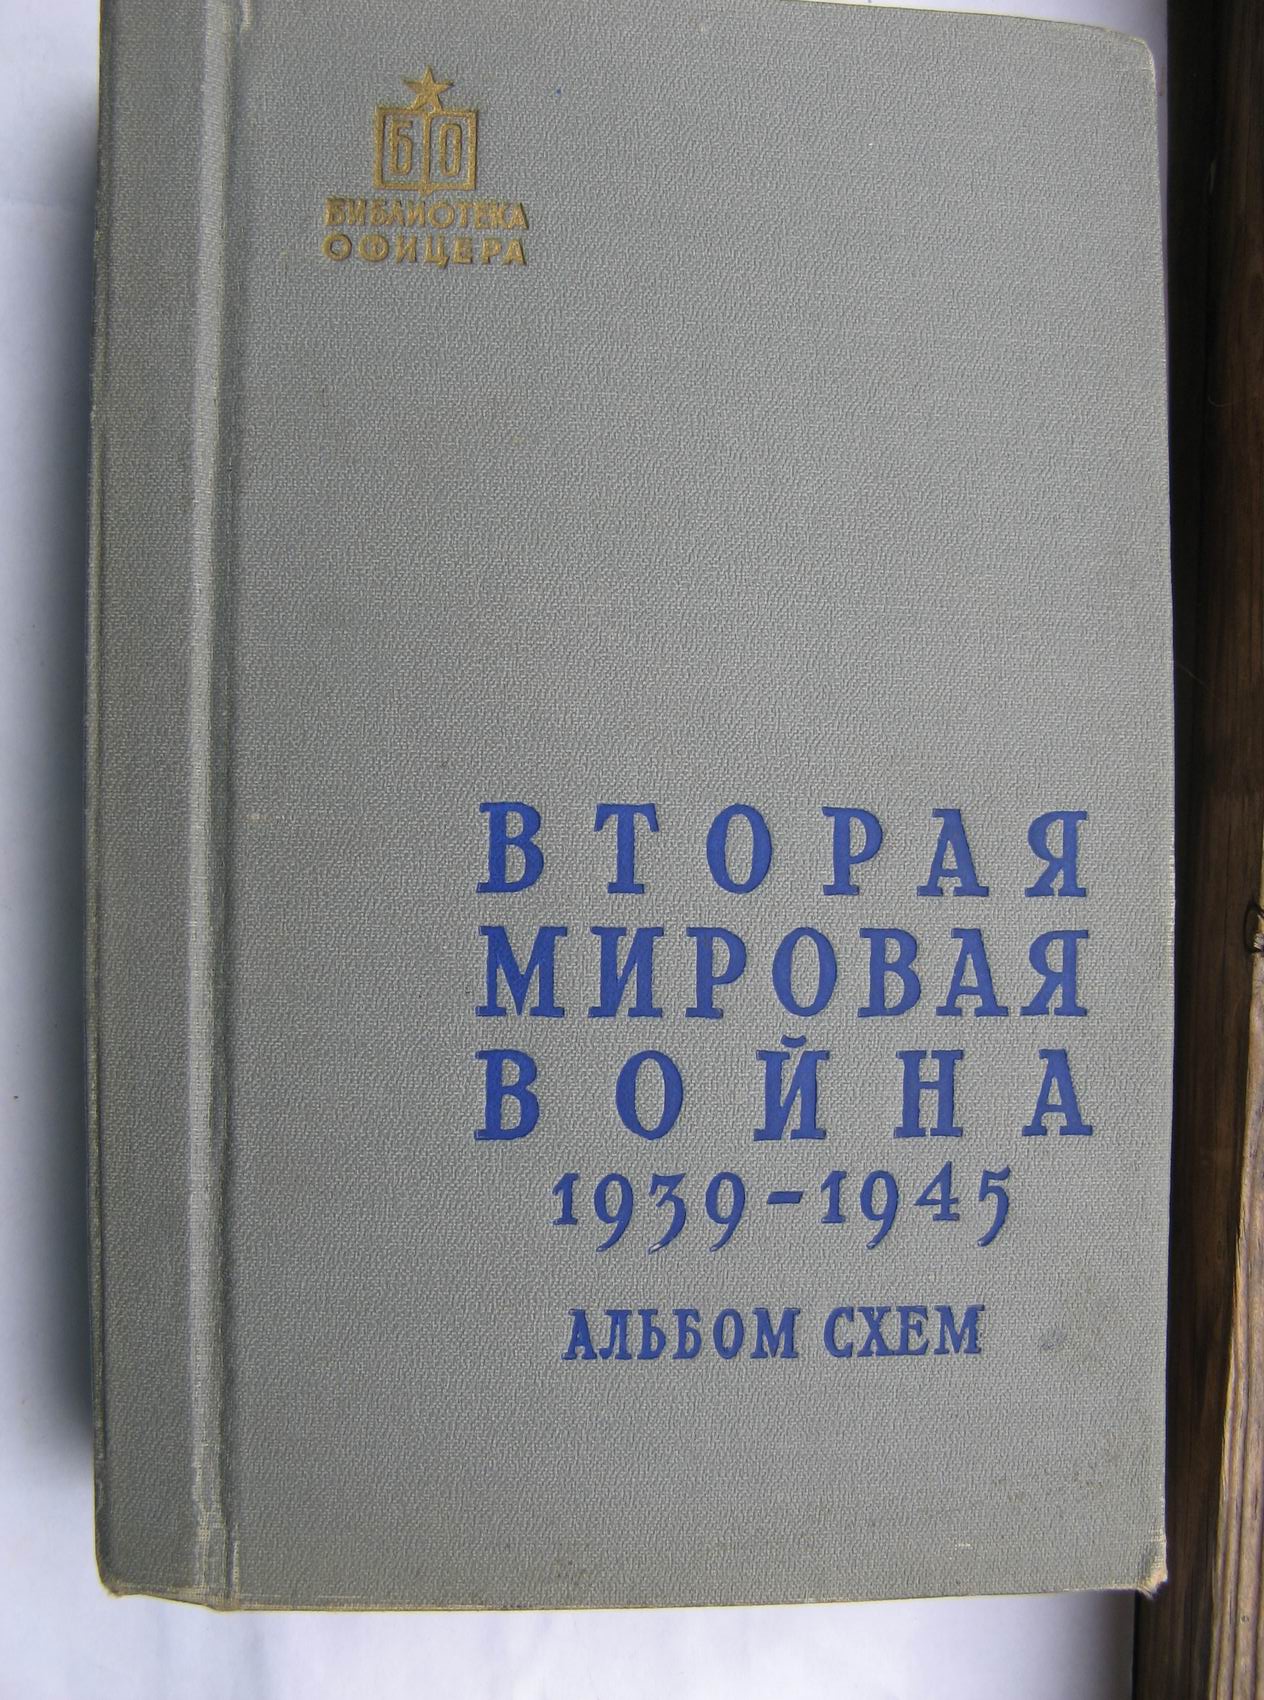 БО
БИБЛИОТЕКА
ОФИЦЕРА
ВТОРАЯ
МИРОВАЯ
ВОЙНА
1939-1945
АЛЬБОМ СХЕМ